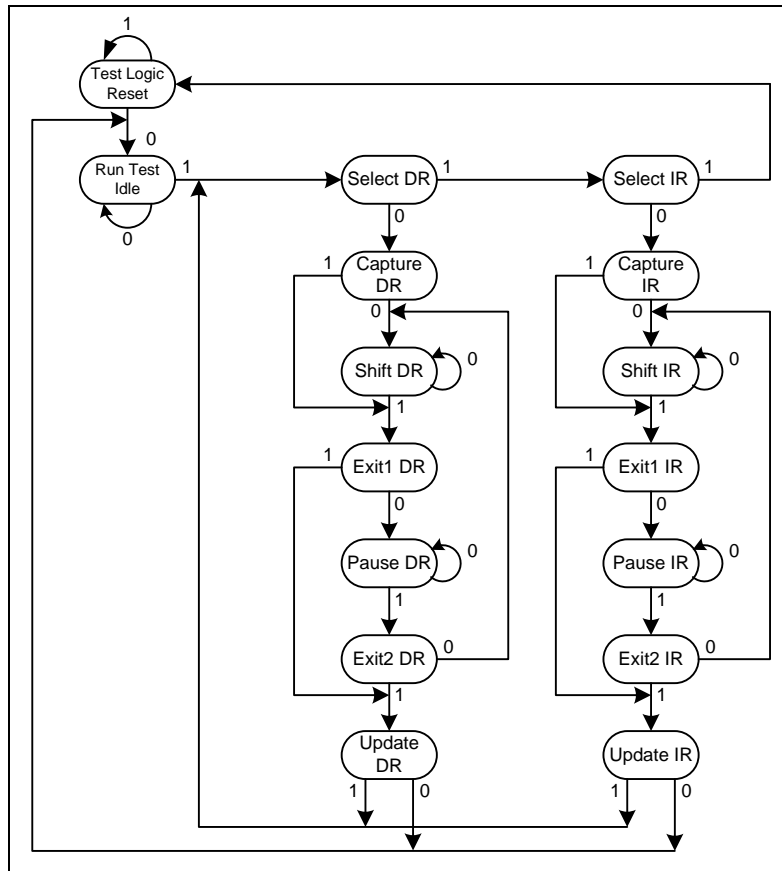 1
Test Logic
Reset
0
Run Test
Idle
1
0
Select DR
1
0
Select IR
1
0
Capture
DR
1
0
Shift DR
0
1
Exit1 DR
1
0
Pause DR
0
1
Exit2 DR
0
1
Update
DR
1
0
Capture
IR
1
0
Shift IR
0
1
Exit1 IR
1
0
Pause IR
0
1
Exit2 IR
0
1
Update IR
1
0